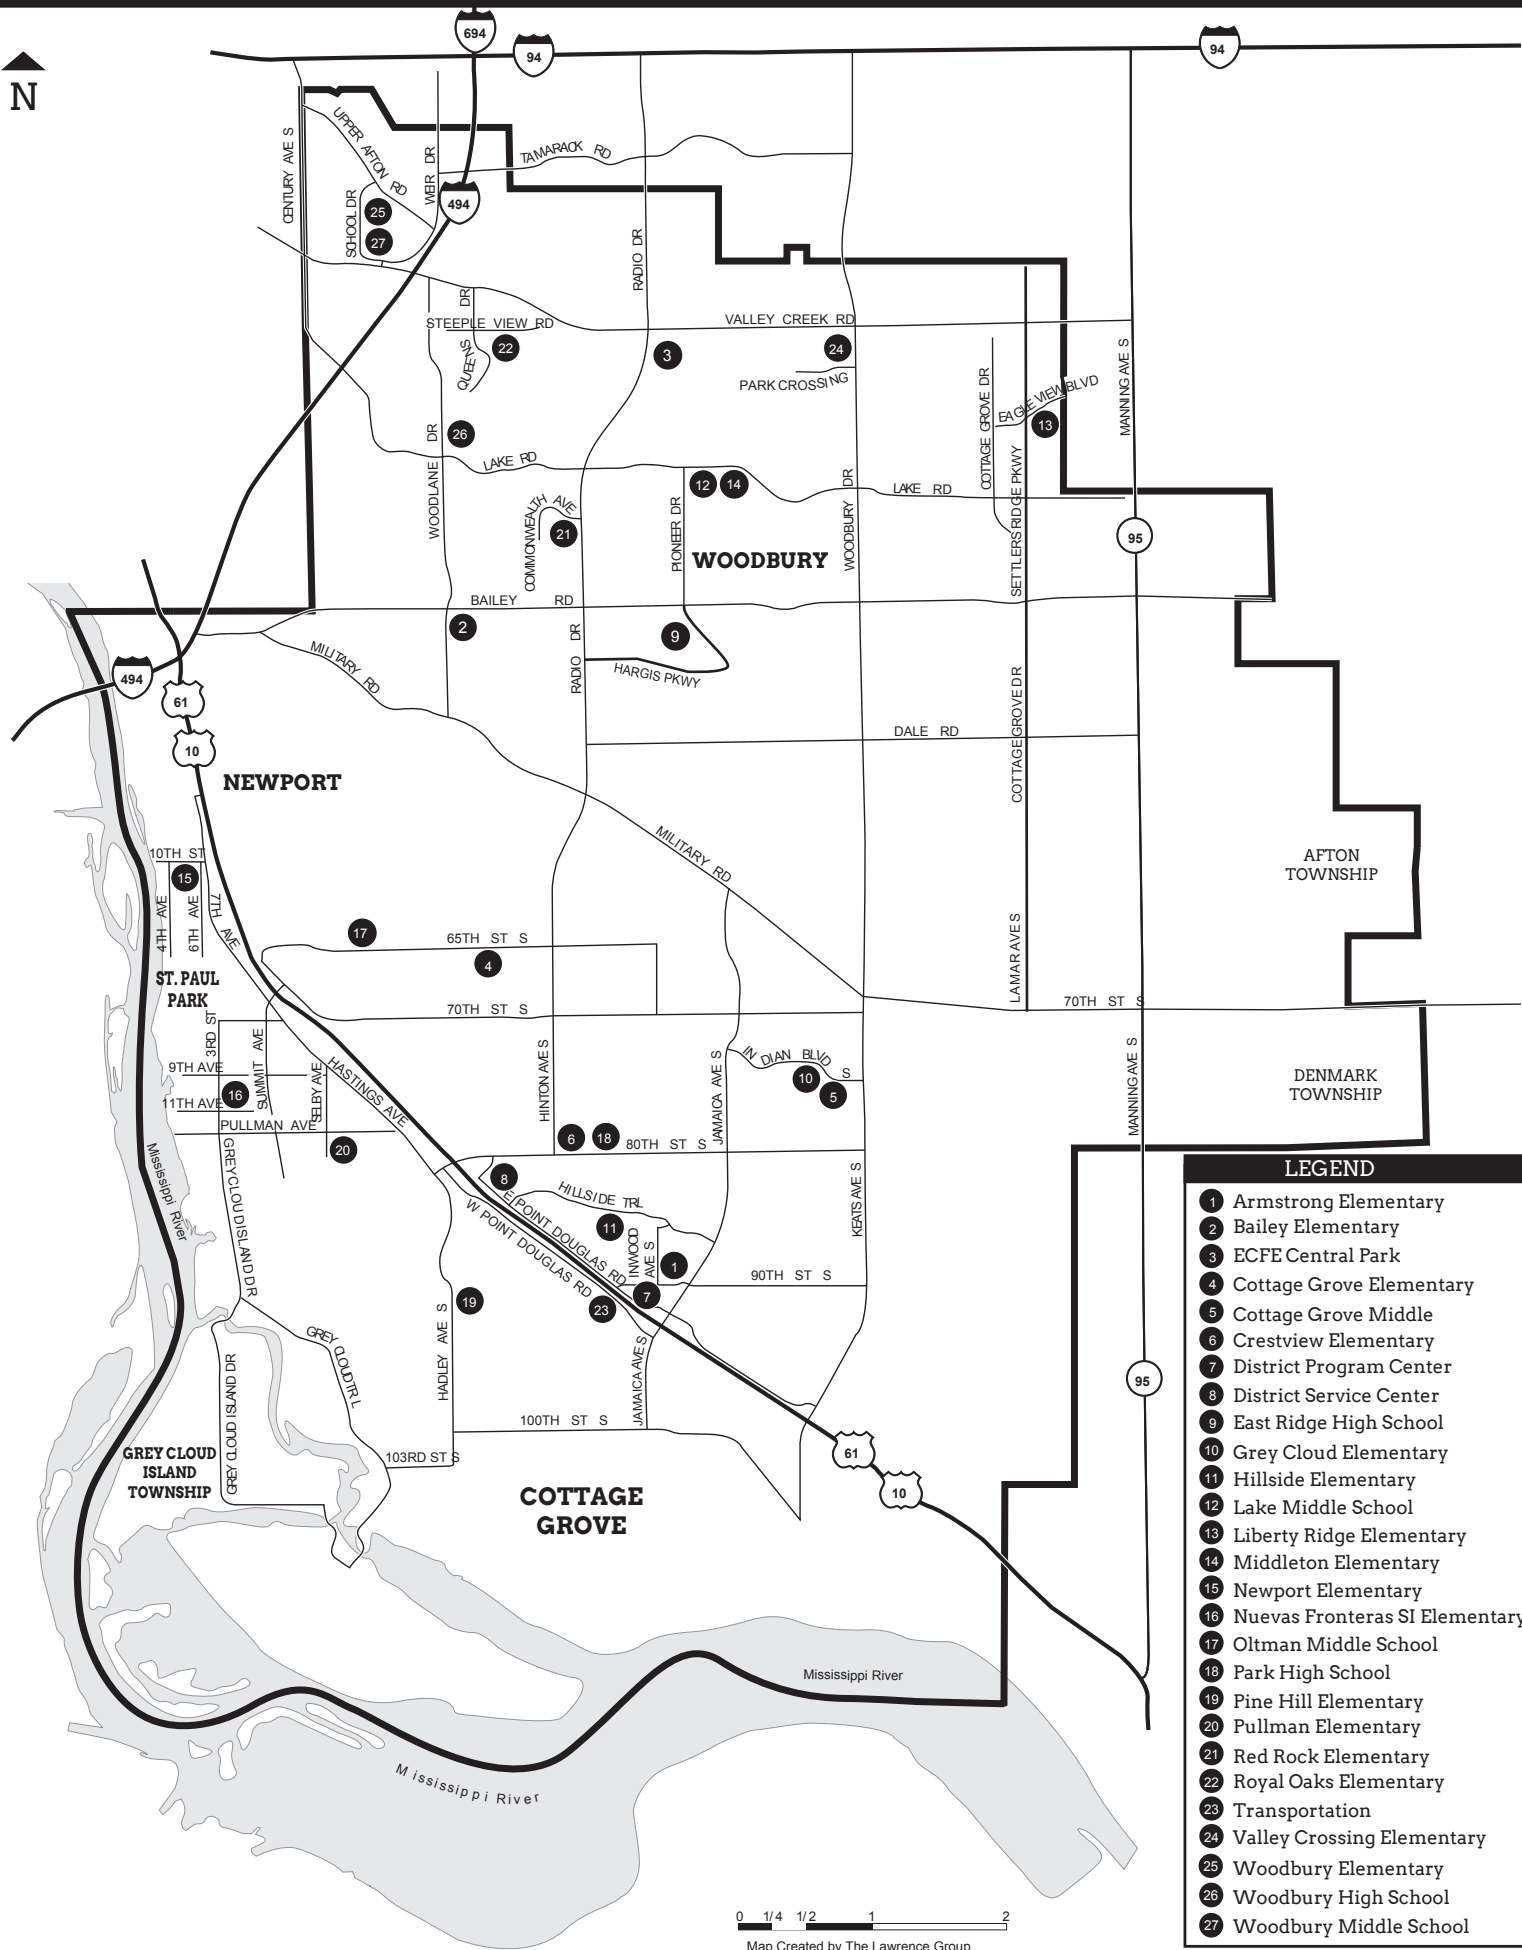 694
94
94
N
UPPER AFTON RD
CENTURY AVE S
WEIR DR
TAMARACK RD
SCHOOL DR
494
25
27
RADIO DR
DR
STEEPLE VIEW RD
VALLEY CREEK RD
QUEENS
22
3
24
PARK CROSSING
MANNING AVE S
COTTAGE GROVE DR
EAGLE VIEW BLVD
13
DR
26
LAKE RD
WOODLANE
12
14
DR
LAKE RD
COMMONWEALTH AVE
21
PIONEER DR
WOODBURY
WOODBURY
SETTLERS RIDGE PKWY
95
BAILEY RD
2
9
RADIO DR
MILITARY RD
HARGIS PKWY
494
61
10
COTTAGE GROVE DR
DALE RD
NEWPORT
MILITARY RD
10TH ST
15
4TH AVE
6TH AVE
7TH AVE
AFTON
TOWNSHIP
17
65TH ST S
4
LAMAR AVE S
ST. PAUL
PARK
70TH ST S
70TH ST S
3RD ST
SUMMIT AVE
9TH AVE
16
11TH AVE
SELBY AVE
HASTINGS AVE
PULLMAN AVE
20
HINTON AVE S
JAMAICA AVE S
INDIAN BLVD S
10
5
MANNING AVE S
DENMARK
TOWNSHIP
6
18
80TH ST S
Mississippi River
GREY CLOUD ISLAND DR
8
HILLSIDE TRL
E POINT DOUGLAS RD
W POINT DOUGLAS RD
11
INWOOD
AVE S
1
KEATS AVE S
90TH ST S
7
23
19
HADLEY AVE S
JAMAICA AVE S
GREY CLOUD TRL
GREY CLOUD ISLAND DR
95
100TH ST S
103RD ST S
61
10
GREY CLOUD
ISLAND
TOWNSHIP
COTTAGE
GROVE
Mississippi River
Mississippi River
LEGEND
1 Armstrong Elementary
2 Bailey Elementary
3 ECFE Central Park
4 Cottage Grove Elementary
5 Cottage Grove Middle
6 Crestview Elementary
7 District Program Center
8 District Service Center
9 East Ridge High School
10 Grey Cloud Elementary
11 Hillside Elementary
12 Lake Middle School
13 Liberty Ridge Elementary
14 Middleton Elementary
15 Newport Elementary
16 Nuevas Fronteras SI Elementary
17 Oltman Middle School
18 Park High School
19 Pine Hill Elementary
20 Pullman Elementary
21 Red Rock Elementary
22 Royal Oaks Elementary
23 Transportation
24 Valley Crossing Elementary
25 Woodbury Elementary
26 Woodbury High School
27 Woodbury Middle School
0 1/4 1/2 1 2
Map Created by The Lawrence Group